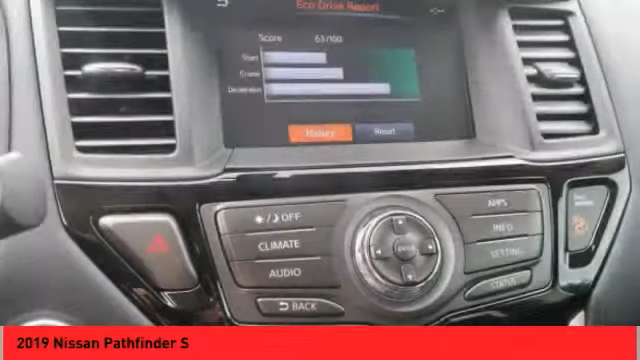 Eco Drive Report
Score 63/100
Start
Cruise
Deceleration
History Reset
OFF APPS
CLIMATE INFO
ENTER
AUDIO SETTING
BACK STATUS
2019 Nissan Pathfinder S